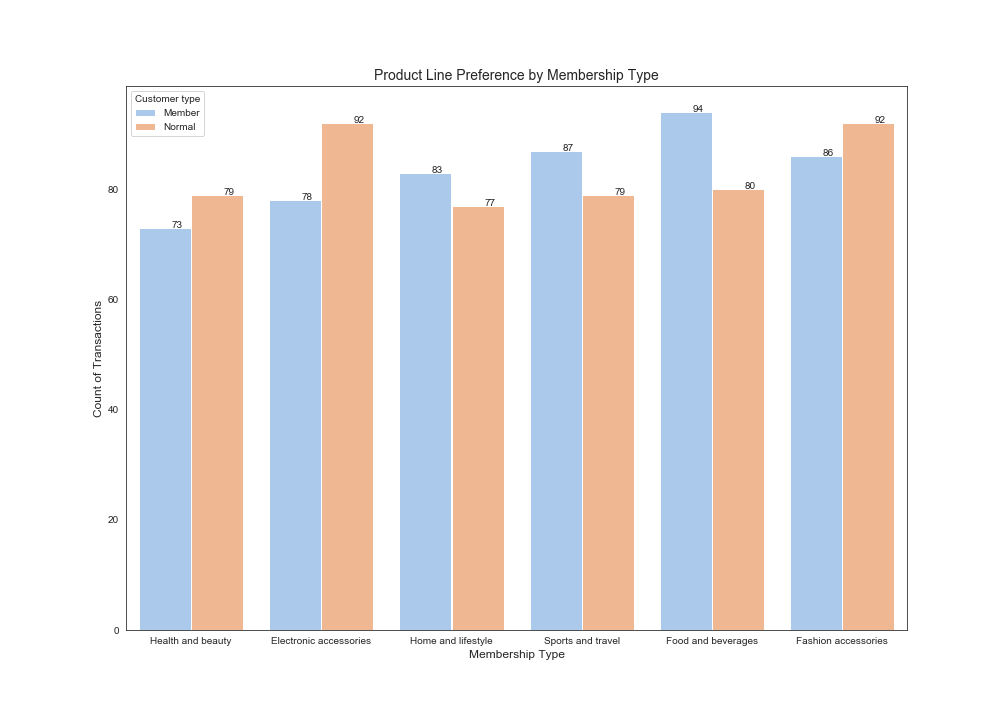 Product Line Preference by Membership Type
Customer type
Member
Normal
Count of Transactions
80
60
40
20
0
73
79
78
92
83
77
87
79
94
80
86
92
Health and beauty
Electronic accessories
Home and lifestyle
Sports and travel
Food and beverages
Fashion accessories
Membership Type